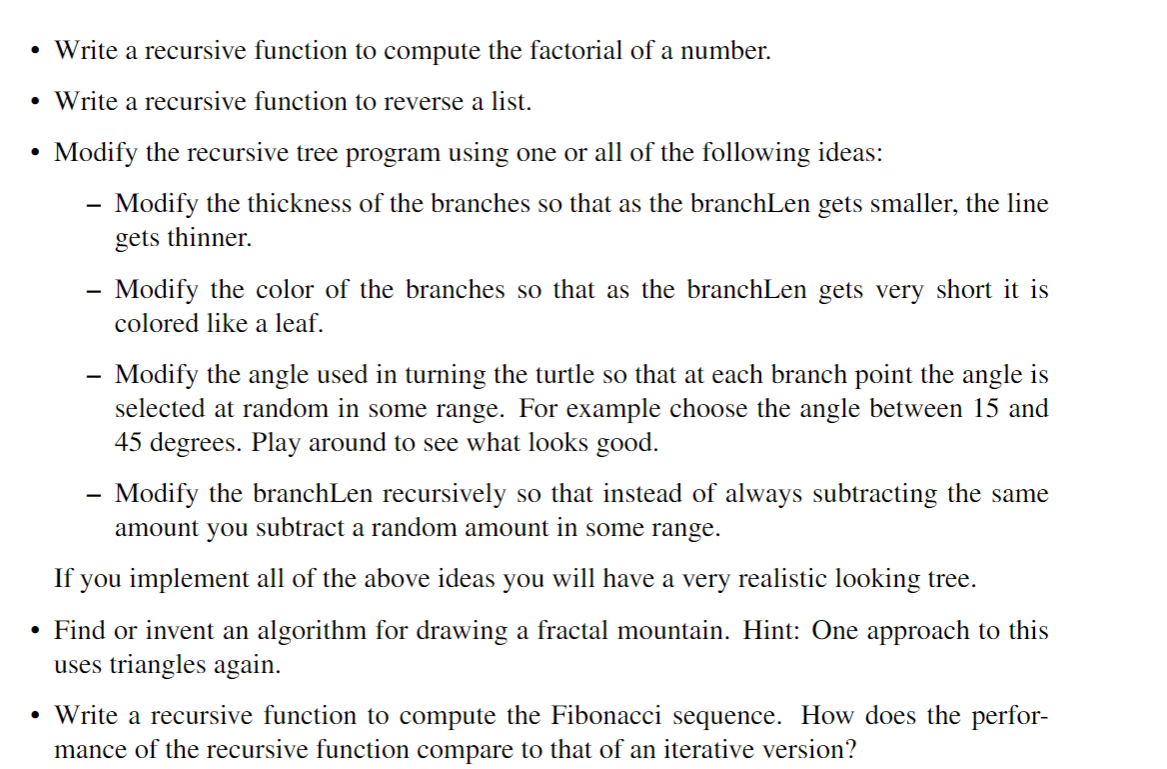 • Write a recursive function to compute the factorial of a number.
• Write a recursive function to reverse a list.
• Modify the recursive tree program using one or all of the following ideas:
– Modify the thickness of the branches so that as the branchLen gets smaller, the line
gets thinner.
– Modify the color of the branches so that as the branchLen gets very short it is
colored like a leaf.
– Modify the angle used in turning the turtle so that at each branch point the angle is
selected at random in some range. For example choose the angle between 15 and
45 degrees. Play around to see what looks good.
– Modify the branchLen recursively so that instead of always subtracting the same
amount you subtract a random amount in some range.
If you implement all of the above ideas you will have a very realistic looking tree.
• Find or invent an algorithm for drawing a fractal mountain. Hint: One approach to this
uses triangles again.
• Write a recursive function to compute the Fibonacci sequence. How does the perfor-
mance of the recursive function compare to that of an iterative version?